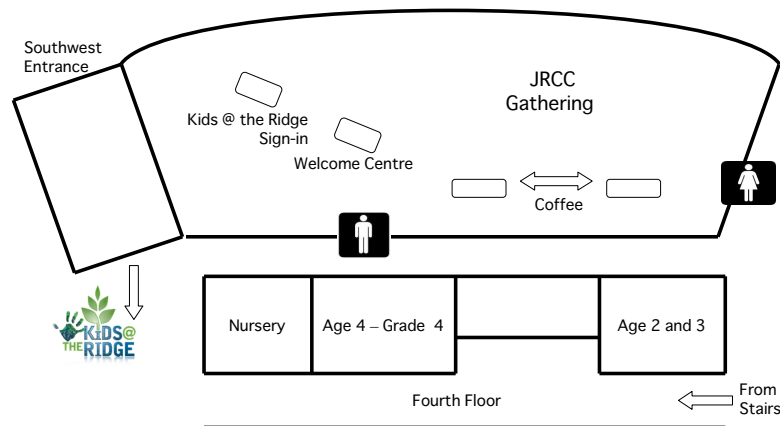 Southwest
Entrance
JRCC
Gathering
Kids @ the Ridge
Sign-in
Welcome Centre
Coffee
KiDS@
THE RIDGE
Nursery
Age 4 – Grade 4
Age 2 and 3
Fourth Floor
From
Stairs